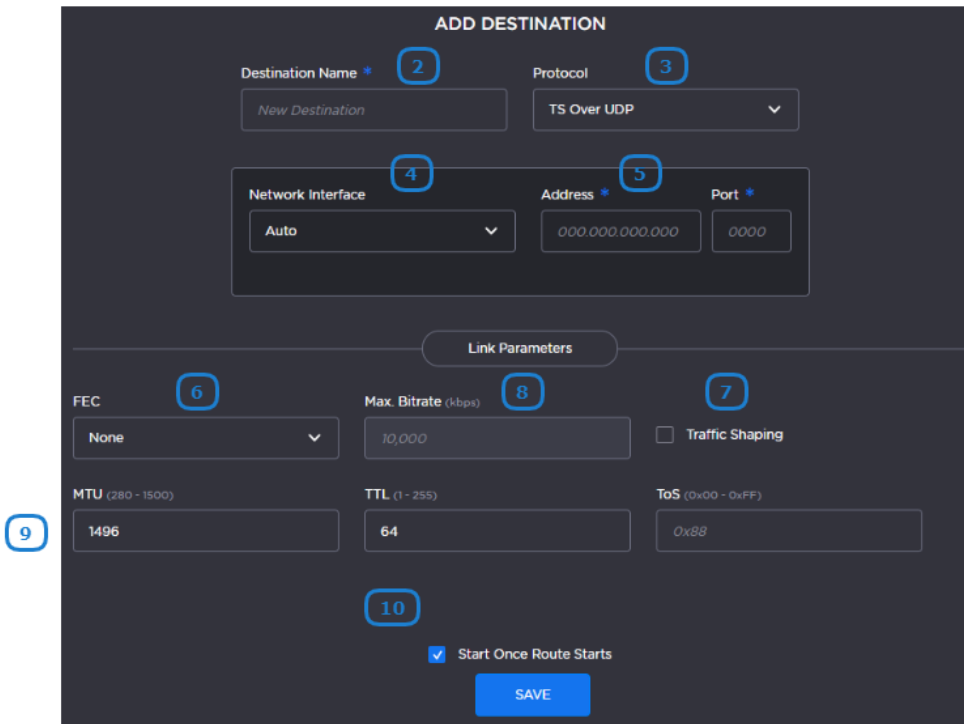 ADD DESTINATION
Destination Name * 2 Protocol 3
New Destination TS Over UDP
4 5
Network Interface Address * Port *
Auto 000.000.000.000 0000
Link Parameters
6 8 7
FEC Max. Bitrate (kbps)
None 10,000 Traffic Shaping
MTU (280 - 1500) TTL (1 - 255) ToS (0x00 - 0xFF)
9 1496 64 0x88
10
Start Once Route Starts
SAVE